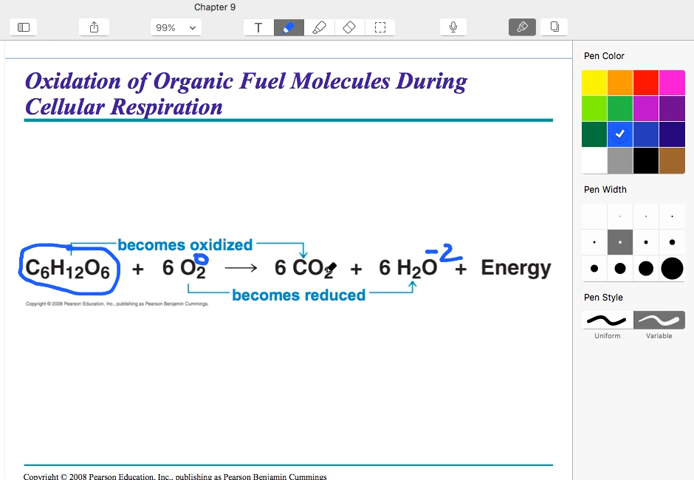 Chapter 9
99%
T
Pen Color
Oxidation of Organic Fuel Molecules During
Cellular Respiration
Pen Width
becomes oxidized
0 -2
C6H12O6 + 6 O2 → 6 CO2 + 6 H2O + Energy
becomes reduced
Copyright © 2008 Pearson Education, Inc., publishing as Pearson Benjamin Cummings.
Pen Style
Uniform Variable
Copyright © 2008 Pearson Education, Inc., publishing as Pearson Benjamin Cummings